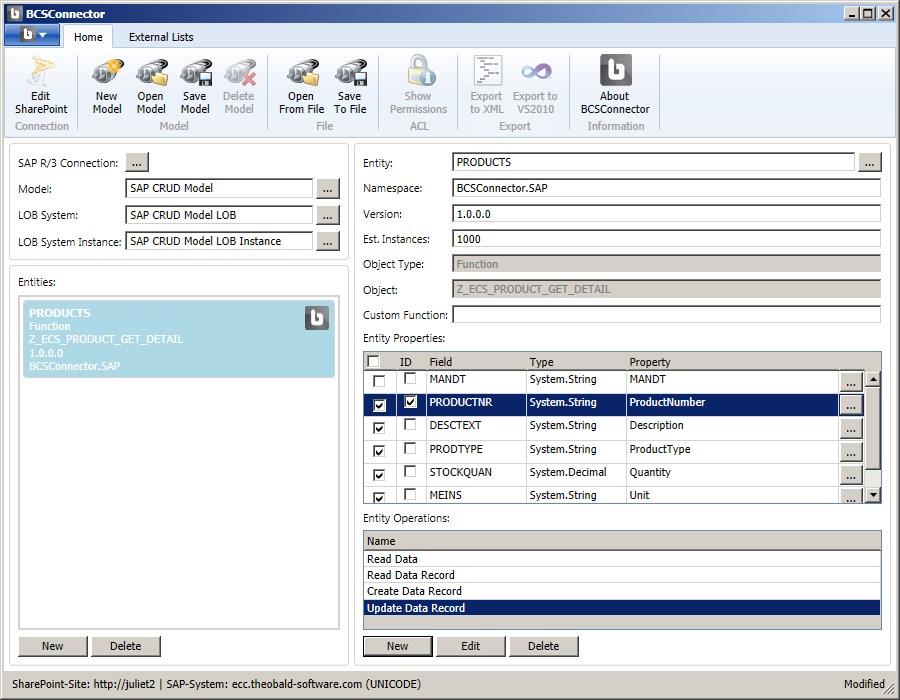 BCSConnector
Home
External Lists
Edit SharePoint
New Model
Open Model
Save Model
Delete Model
Open From File
Save To File
Show Permissions
Export to XML
Export to VS2010
About BCSConnector
Connection
Model
File
ACL
Export
Information
SAP R/3 Connection: ...
Model: SAP CRUD Model ...
LOB System: SAP CRUD Model LOB ...
LOB System Instance: SAP CRUD Model LOB Instance ...
Entities:
PRODUCTS
Function
Z_ECS_PRODUCT_GET_DETAIL
1.0.0.0
BCSConnector.SAP
New Delete
Entity: PRODUCTS ...
Namespace: BCSConnector.SAP
Version: 1.0.0.0
Est. Instances: 1000
Object Type: Function
Object: Z_ECS_PRODUCT_GET_DETAIL
Custom Function:
Entity Properties:
ID Field Type Property
MANDT System.String MANDT ...
PRODUCTNR System.String ProductNumber ...
DESCTEXT System.String Description ...
PRODTYPE System.String ProductType ...
STOCKQUAN System.Decimal Quantity ...
MEINS System.String Unit ...
Entity Operations:
Name
Read Data
Read Data Record
Create Data Record
Update Data Record
New Edit Delete
SharePoint-Site: http://juliet2 | SAP-System: ecc.theobald-software.com (UNICODE)
Modified